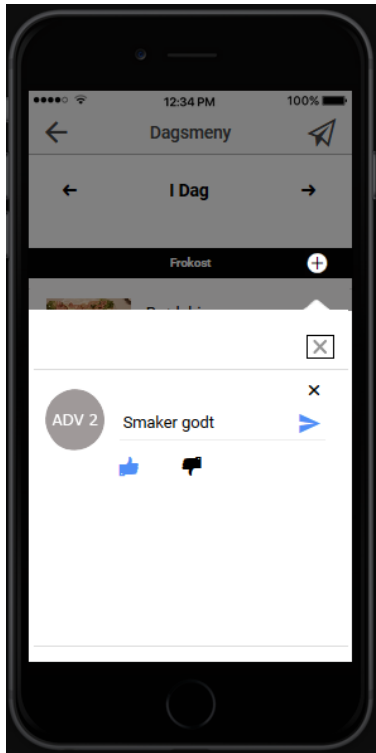 12:34 PM 100%
Dagsmeny
I Dag
Frokost
ADV 2 Smaker godt